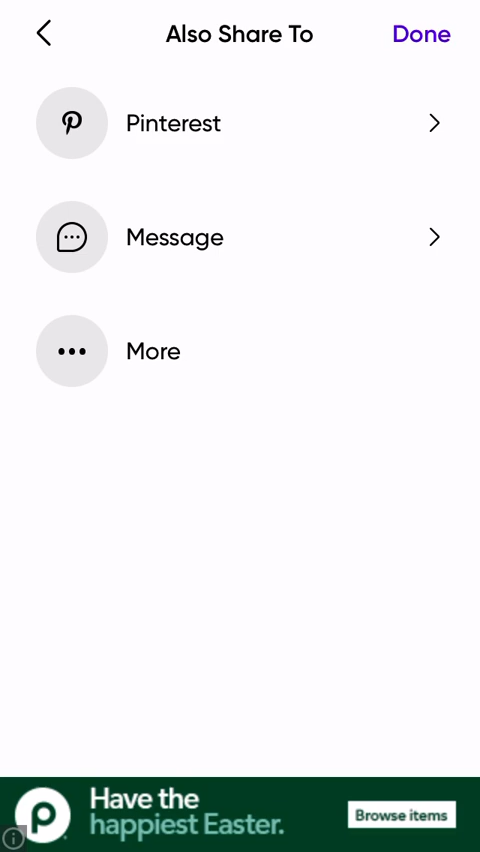 Also Share To
Done
Pinterest
Message
More
Have the
happiest Easter.
Browse items